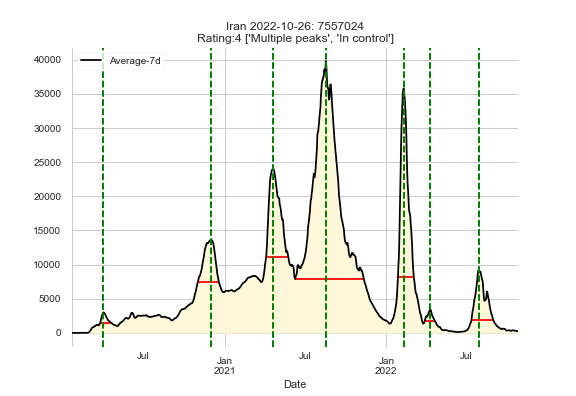 Iran 2022-10-26: 7557024
Rating:4 ['Multiple peaks', 'In control']
Average-7d
40000
35000
30000
25000
20000
15000
10000
5000
0
Jul
Jan
2021
Jul
Jan
2022
Jul
Date